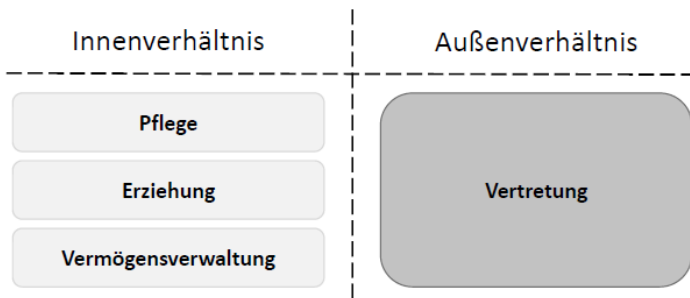 Innenverhältnis
Außenverhältnis
Pflege
Erziehung
Vermögensverwaltung
Vertretung